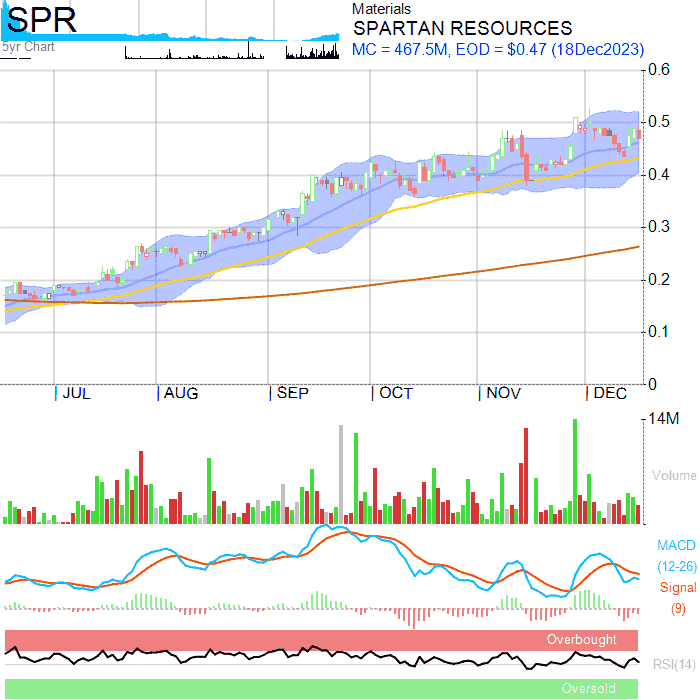 SPR
5yr Chart
Materials
SPARTAN RESOURCES
MC = 467.5M, EOD = $0.47 (18Dec2023)
0.6
0.5
0.4
0.3
0.2
0.1
0
JUL AUG SEP OCT NOV DEC
14M
Volume
MACD
(12-26)
Signal
(9)
Overbought
RSI(14)
Oversold